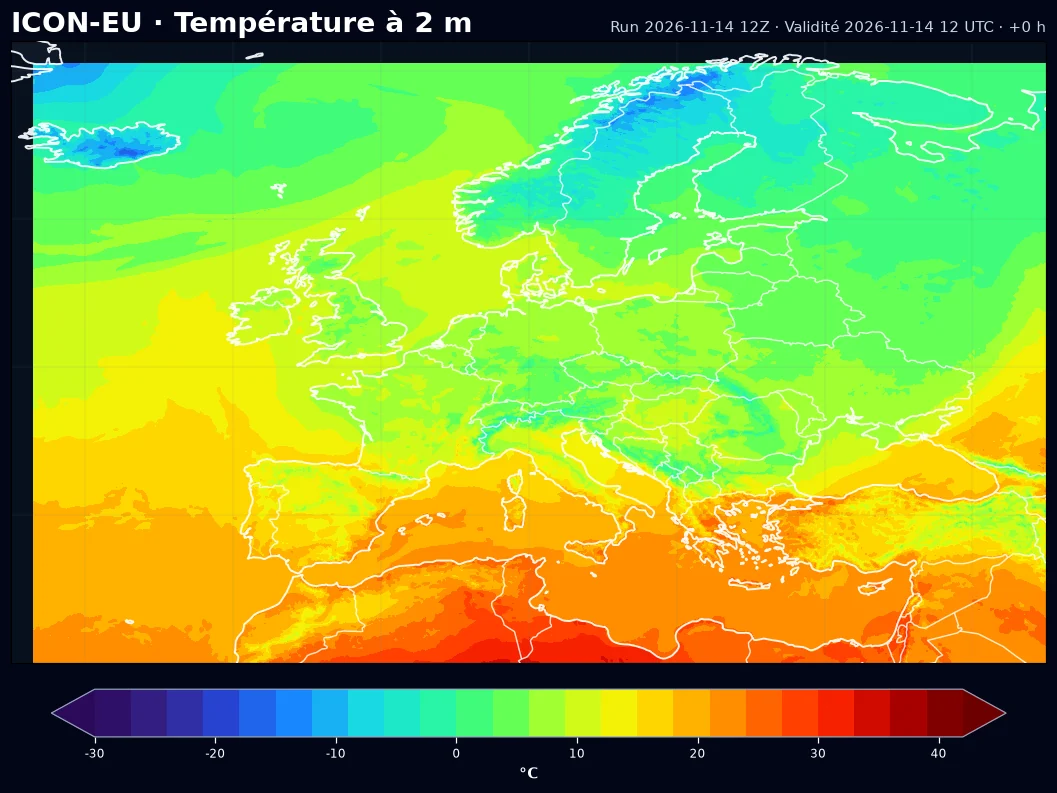 ICON-EU · Température à 2 m
Run 2026-11-14 12Z · Validité 2026-11-14 12 UTC · +0 h
-30 -20 -10 0 10 20 30 40
°C